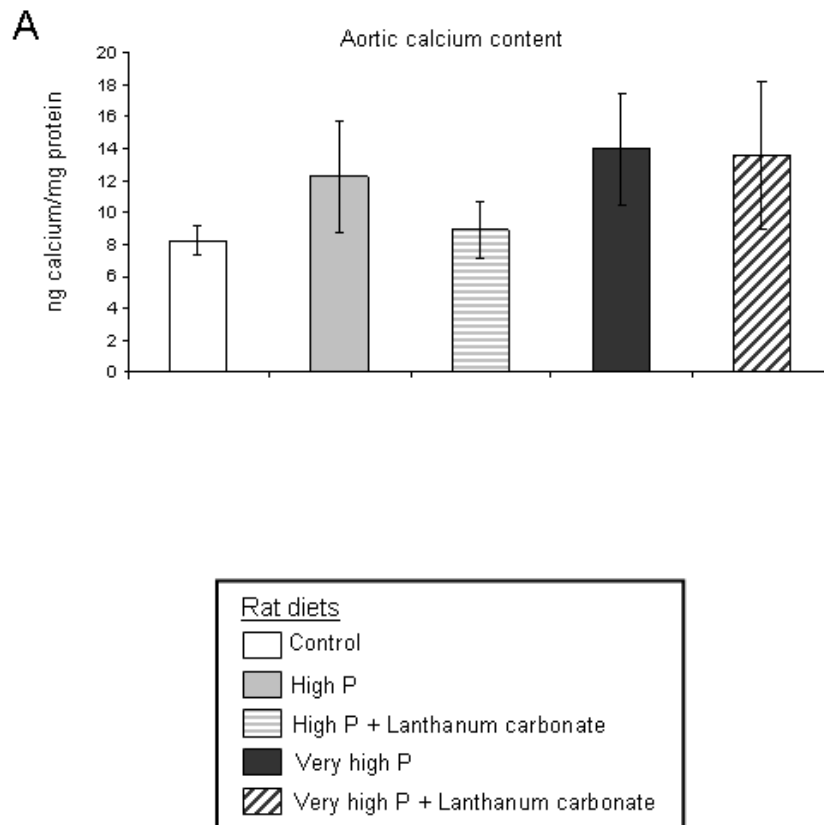 A
Aortic calcium content
ng calcium/mg protein
20
18
16
14
12
10
8
6
4
2
0
Rat diets
Control
High P
High P + Lanthanum carbonate
Very high P
Very high P + Lanthanum carbonate